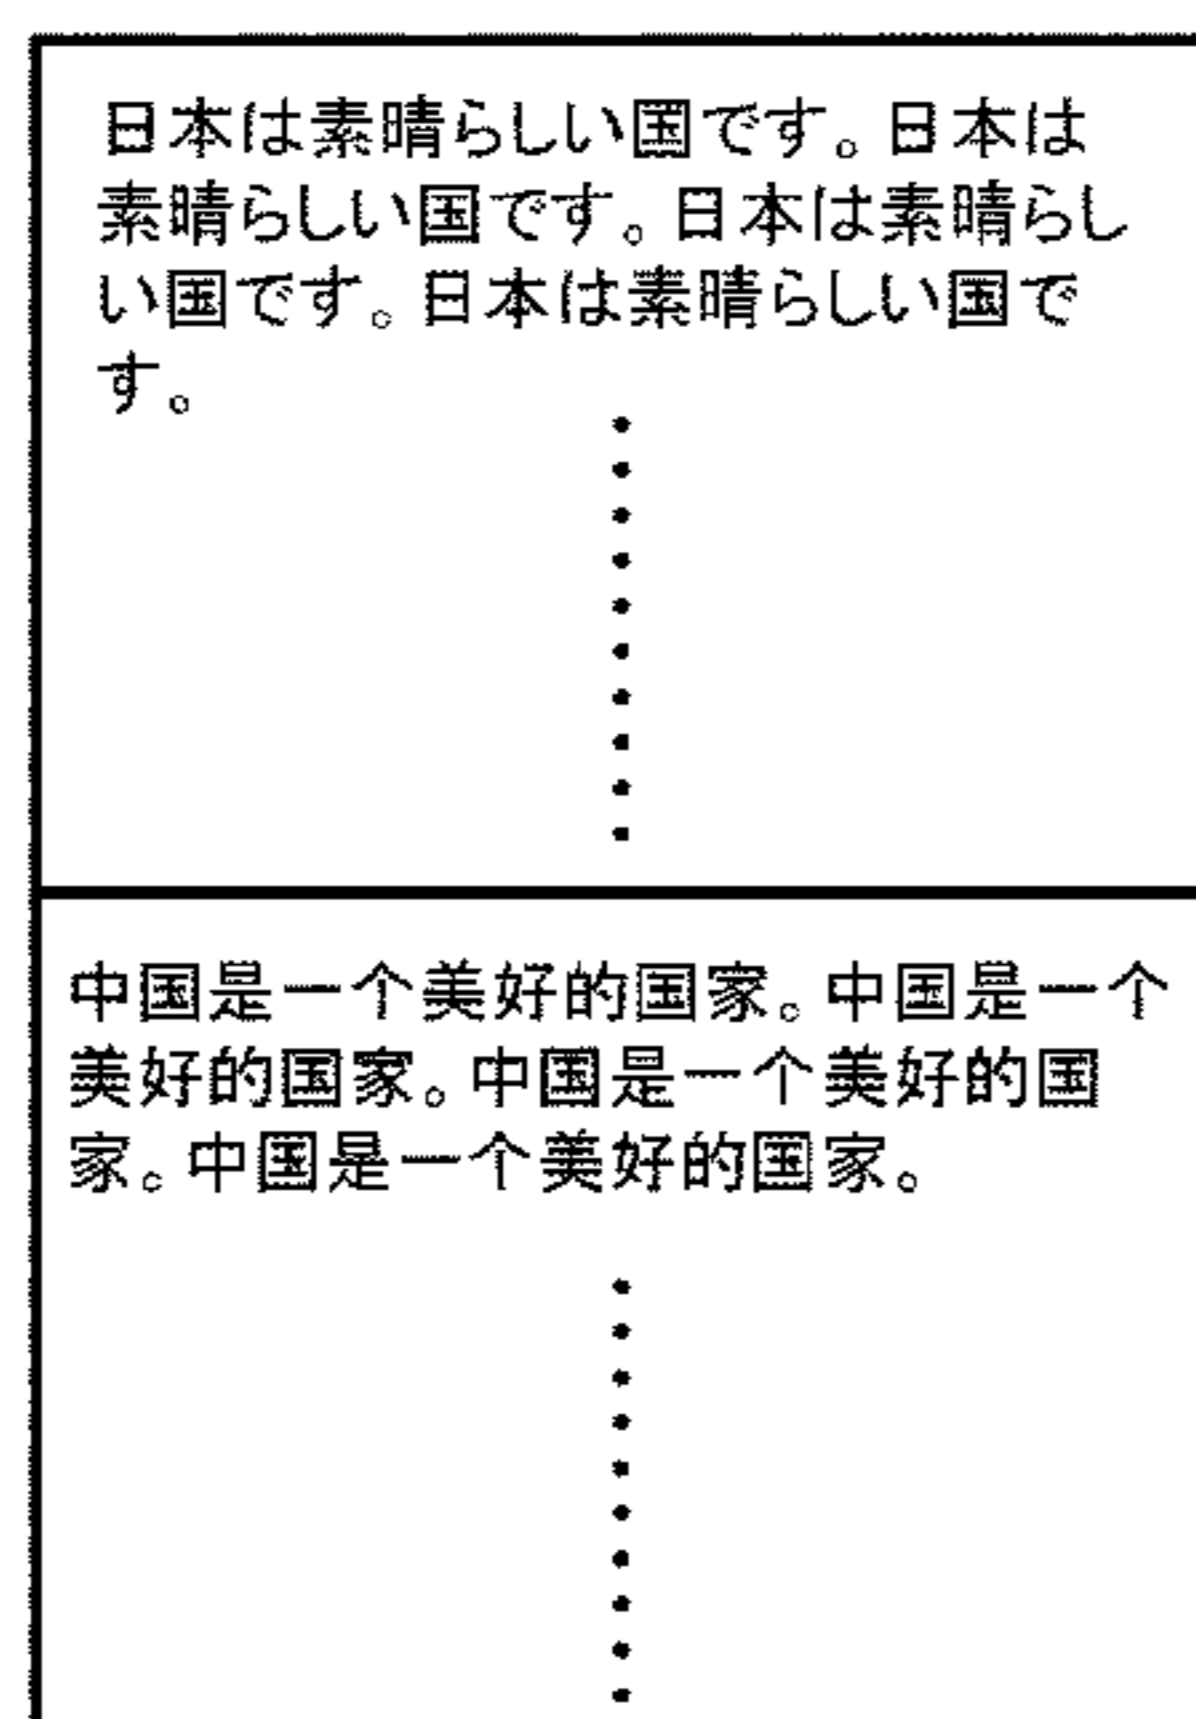 日本は素晴らしい国です。日本は
素晴らしい国です。日本は素晴らし
い国です。日本は素晴らしい国で
す。
中国是一个美好的国家。中国是一个
美好的国家。中国是一个美好的国
家。中国是一个美好的国家。